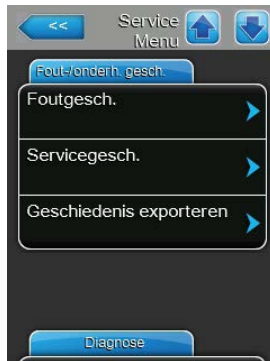 <<
Service
Menu
Fout-/onderh. gesch.
Foutgesch.
Servicegesch.
Geschiedenis exporteren
Diagnose